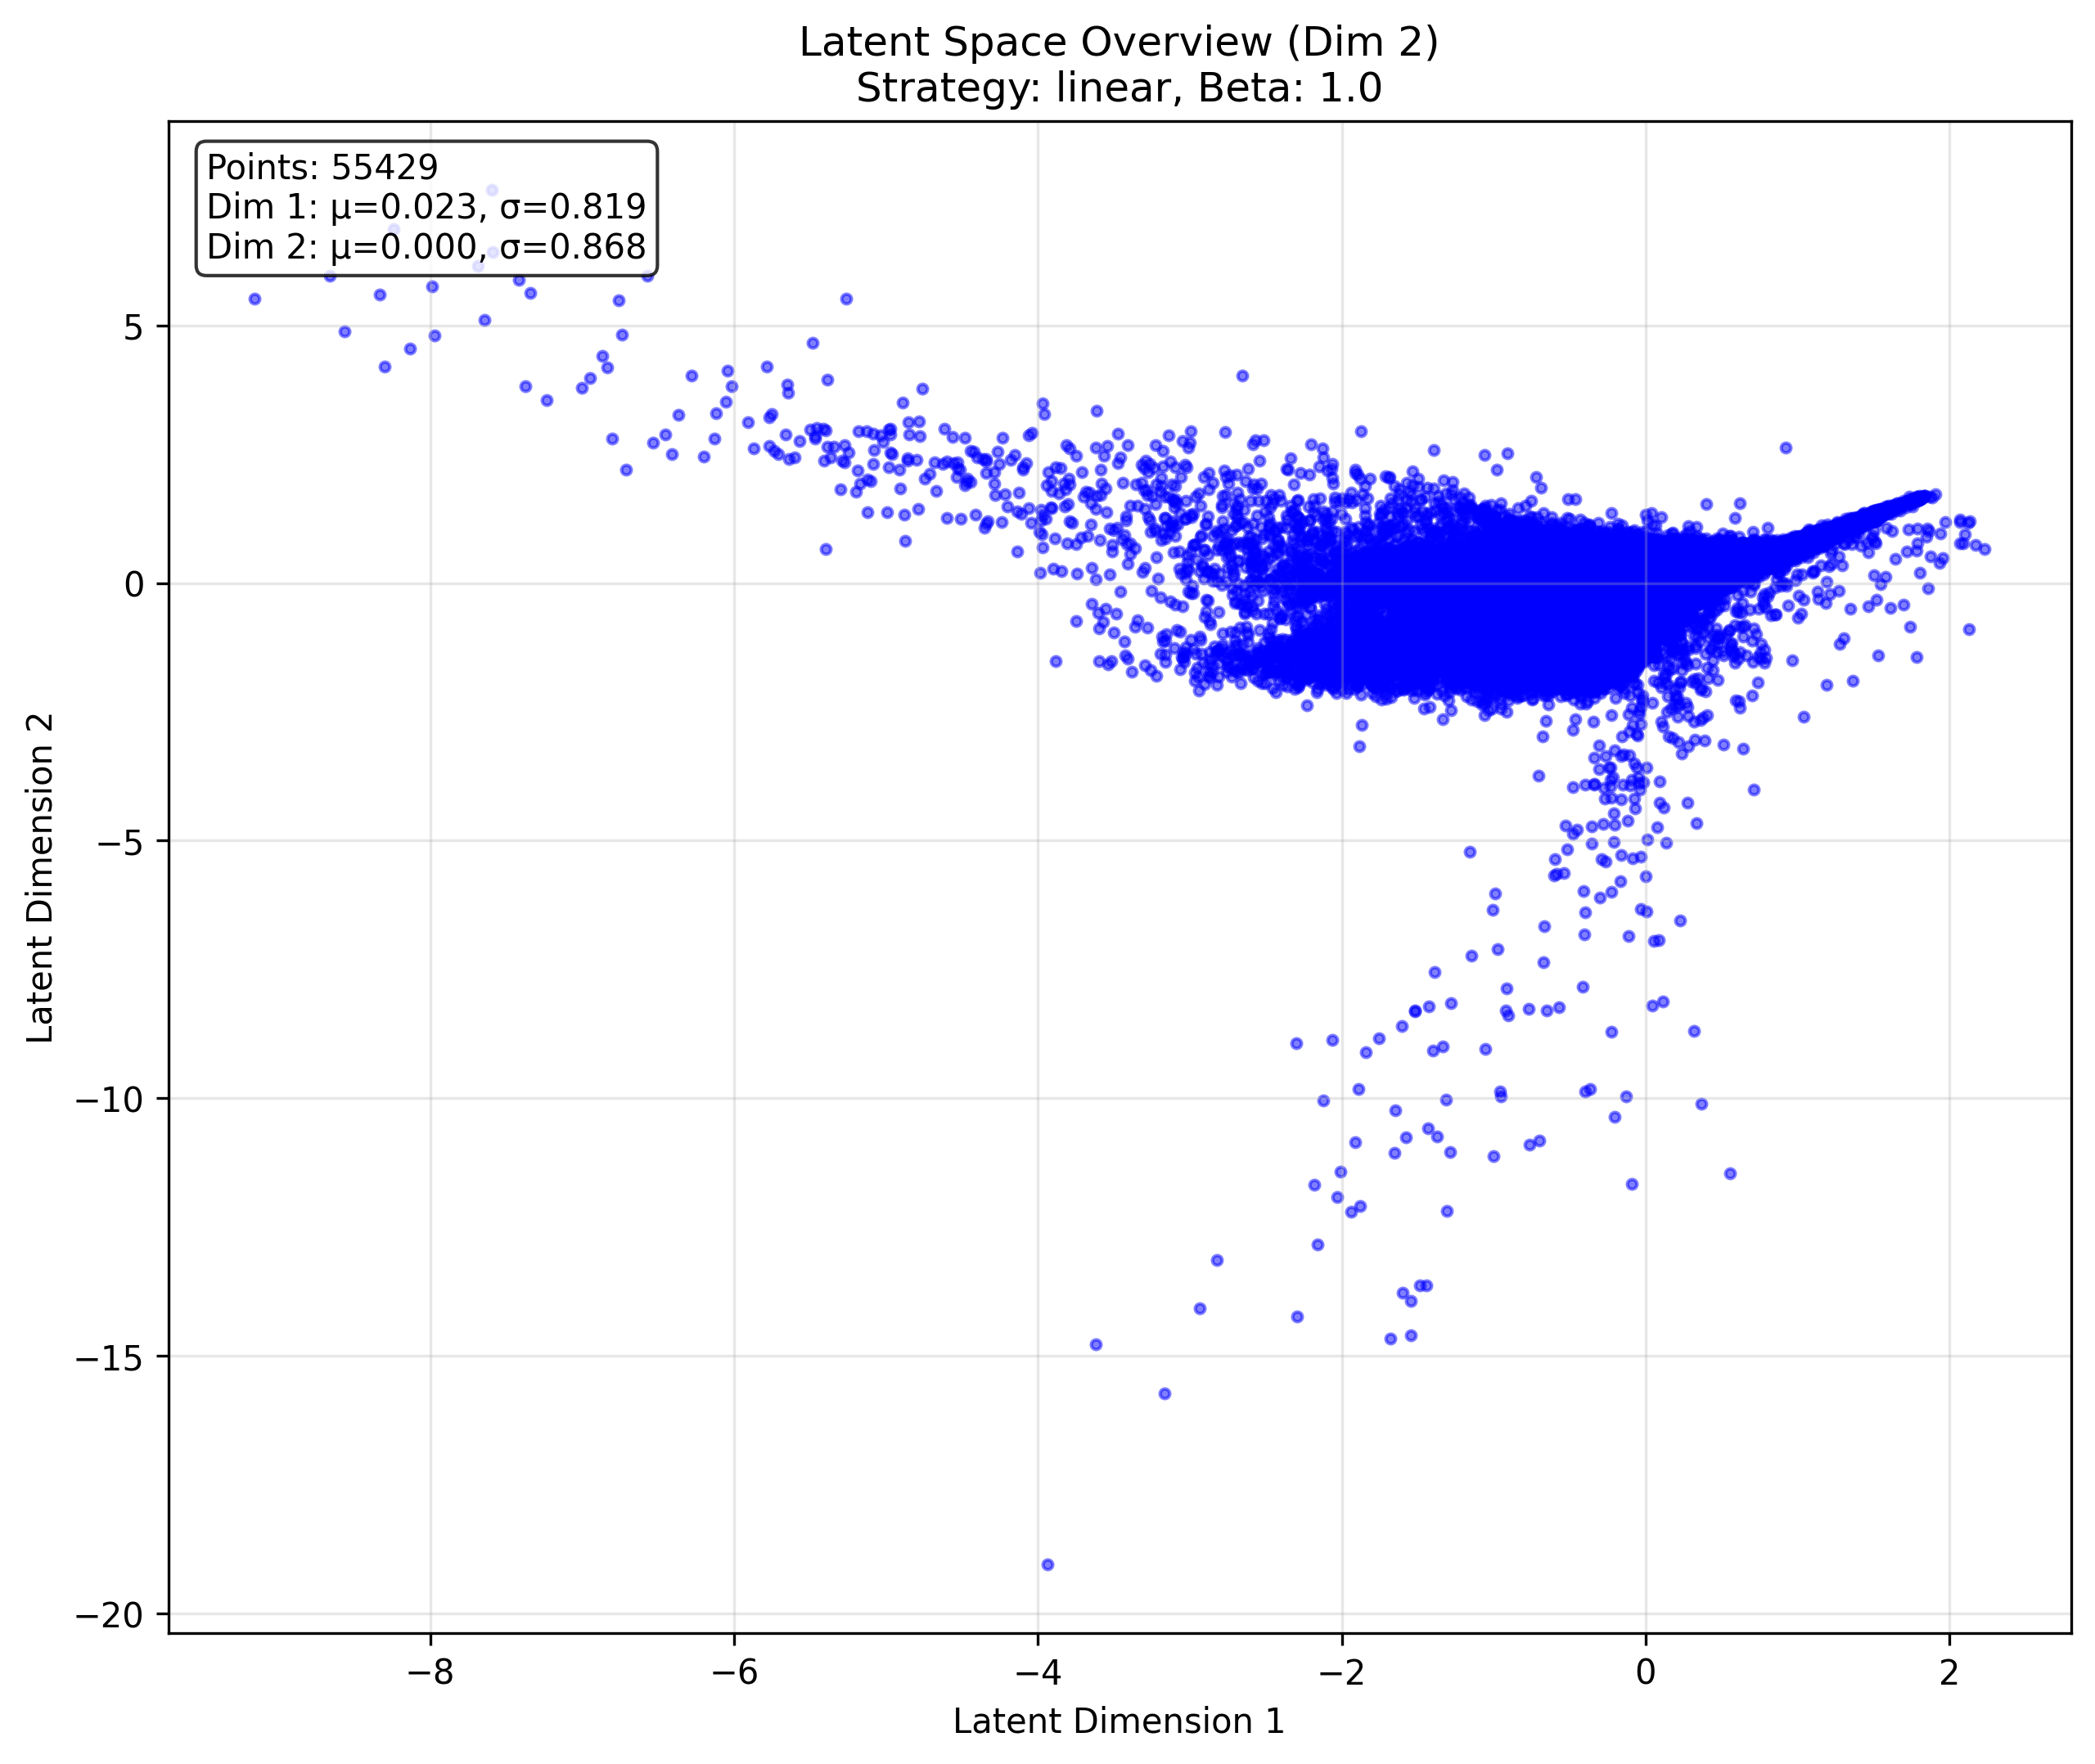 Latent Space Overview (Dim 2)
Strategy: linear, Beta: 1.0
Points: 55429
Dim 1: μ=0.023, σ=0.819
Dim 2: μ=0.000, σ=0.868
5
0
−5
−10
−15
−20
Latent Dimension 2
−8
−6
−4
−2
0
2
Latent Dimension 1